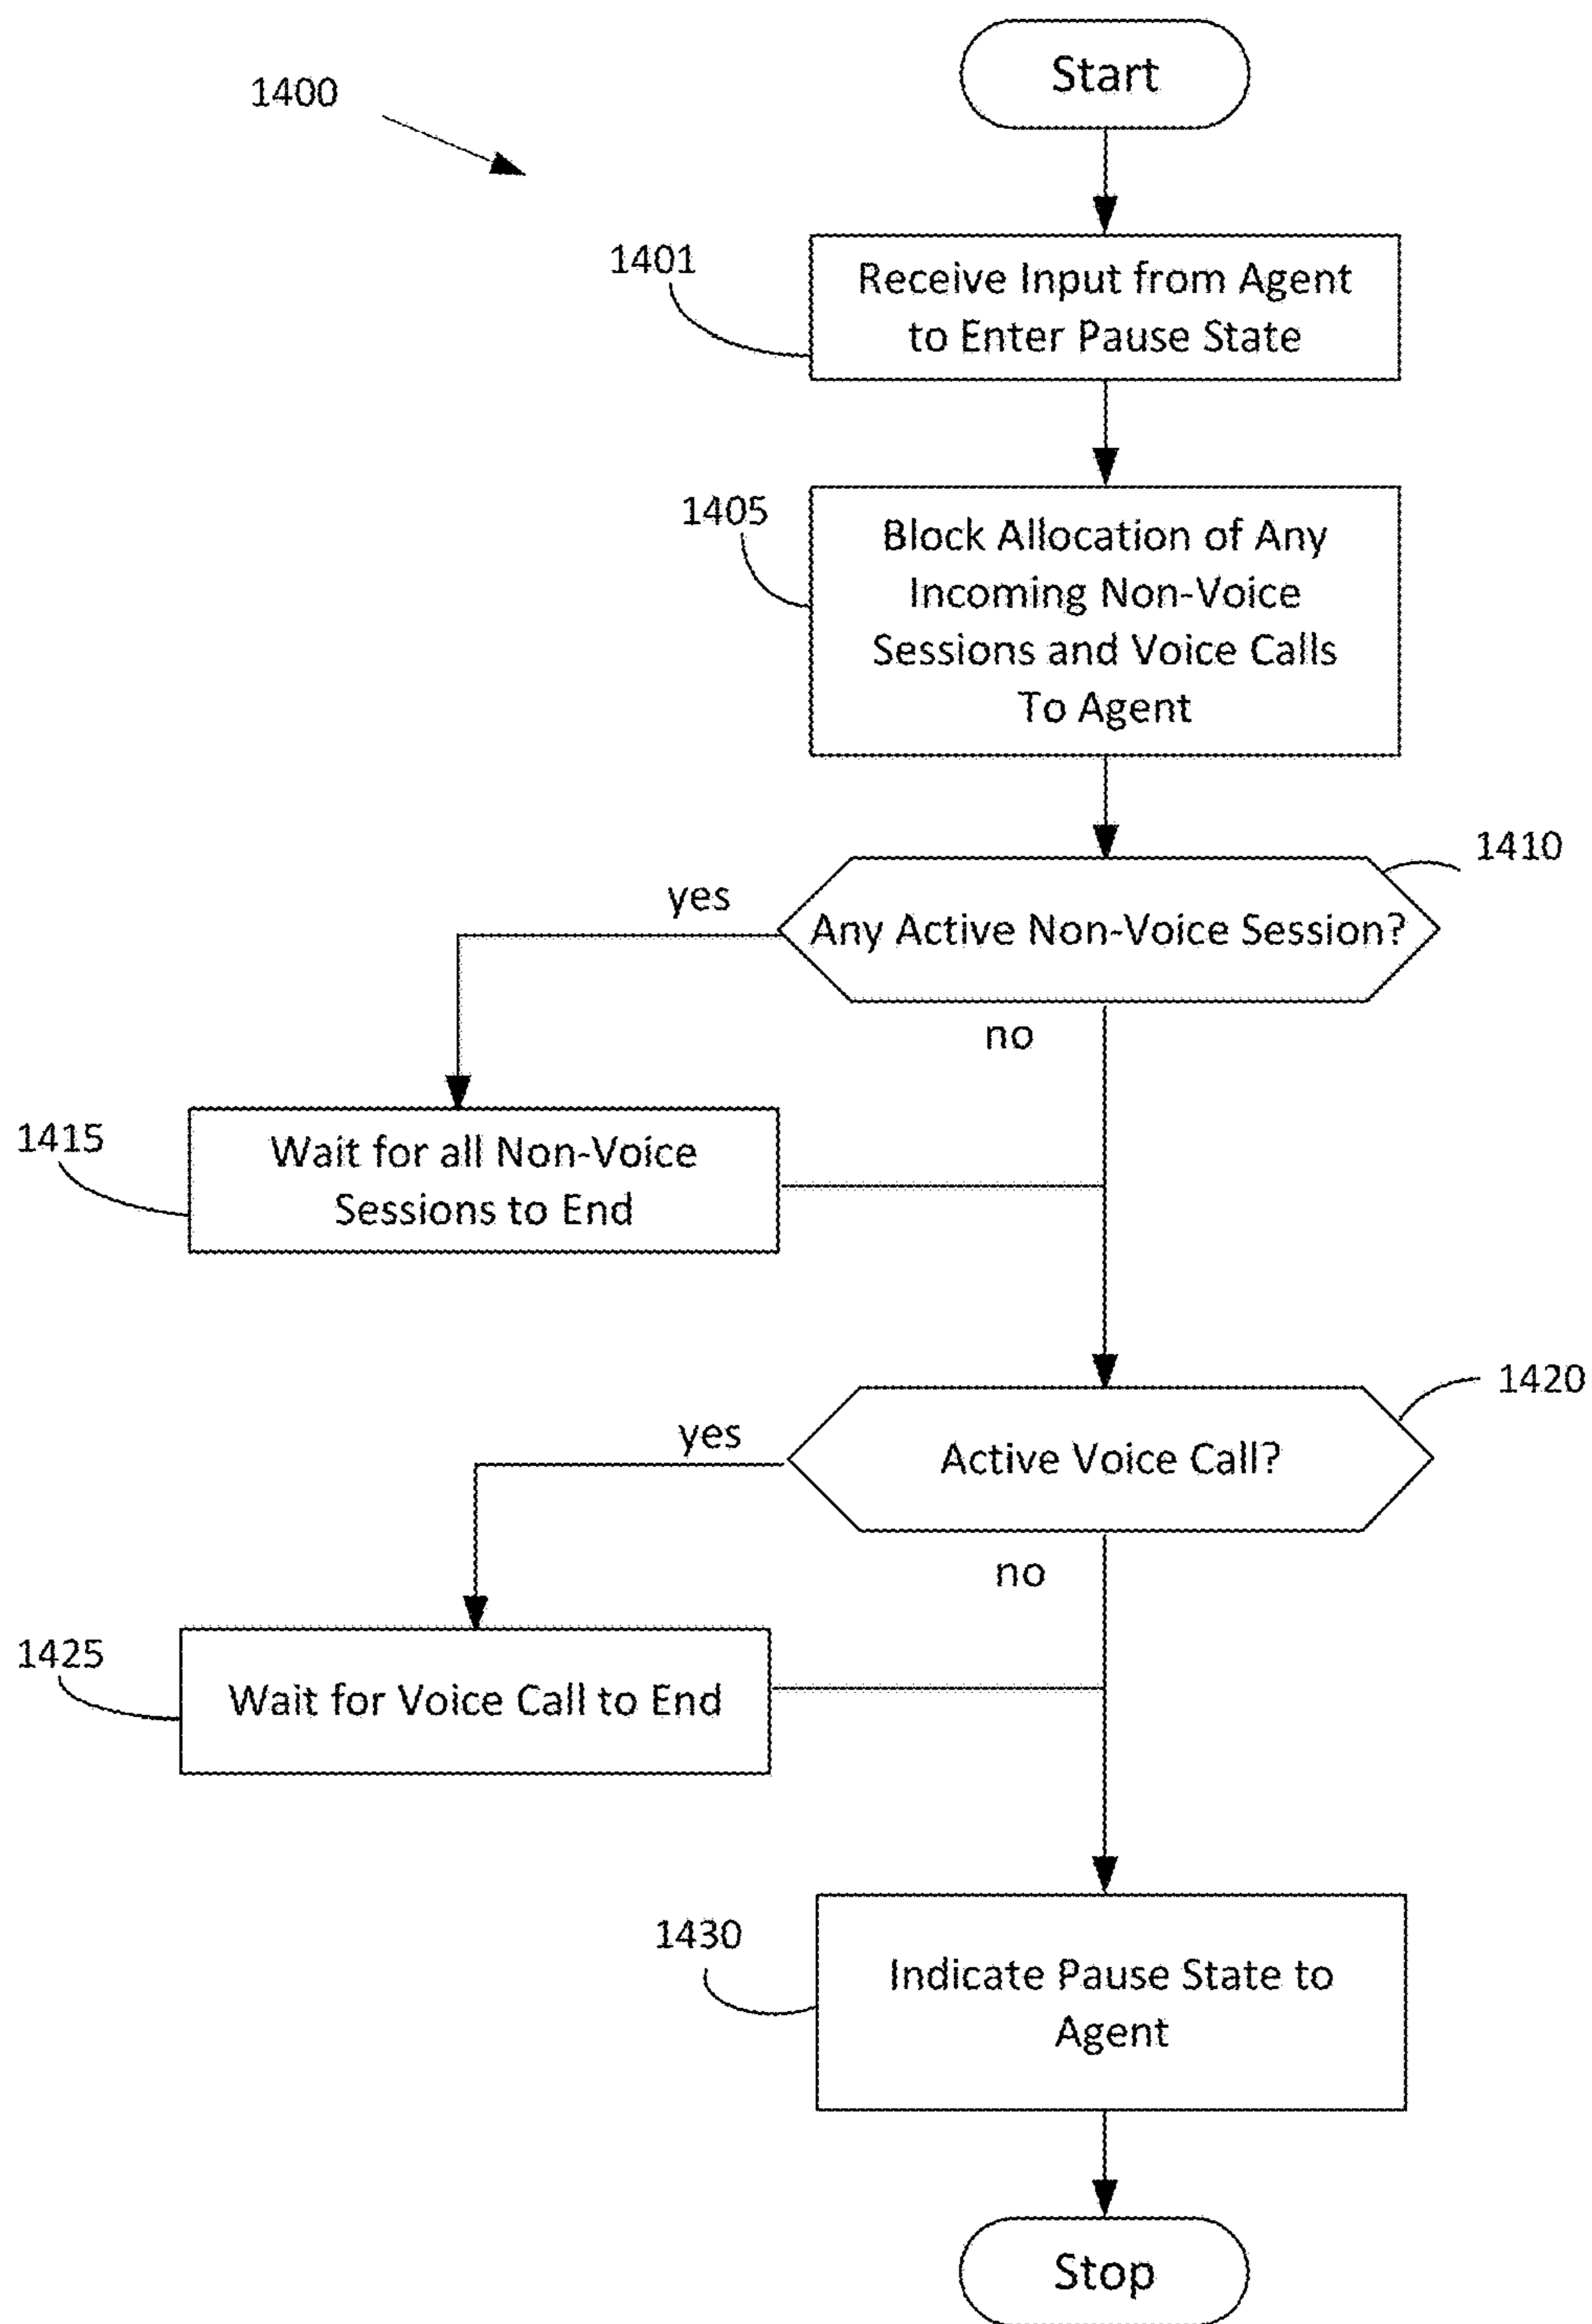 Start
1400
1401
Receive Input from Agent
to Enter Pause State
1405
Block Allocation of Any
Incoming Non-Voice
Sessions and Voice Calls
To Agent
1410
yes
Any Active Non-Voice Session?
no
1415
Wait for all Non-Voice
Sessions to End
1420
yes
Active Voice Call?
no
1425
Wait for Voice Call to End
1430
Indicate Pause State to
Agent
Stop